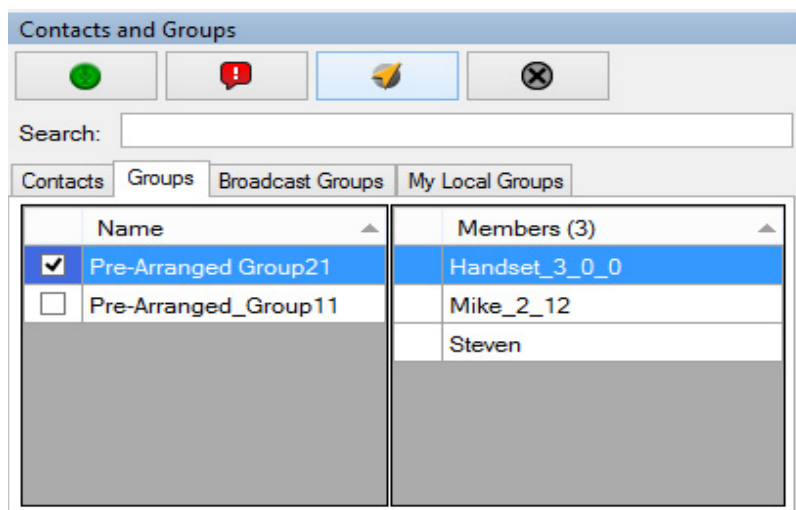 Contacts and Groups
Search:
Contacts Groups Broadcast Groups My Local Groups
Name Members (3)
Pre-Arranged Group21 Handset_3_0_0
Pre-Arranged_Group11 Mike_2_12
Steven